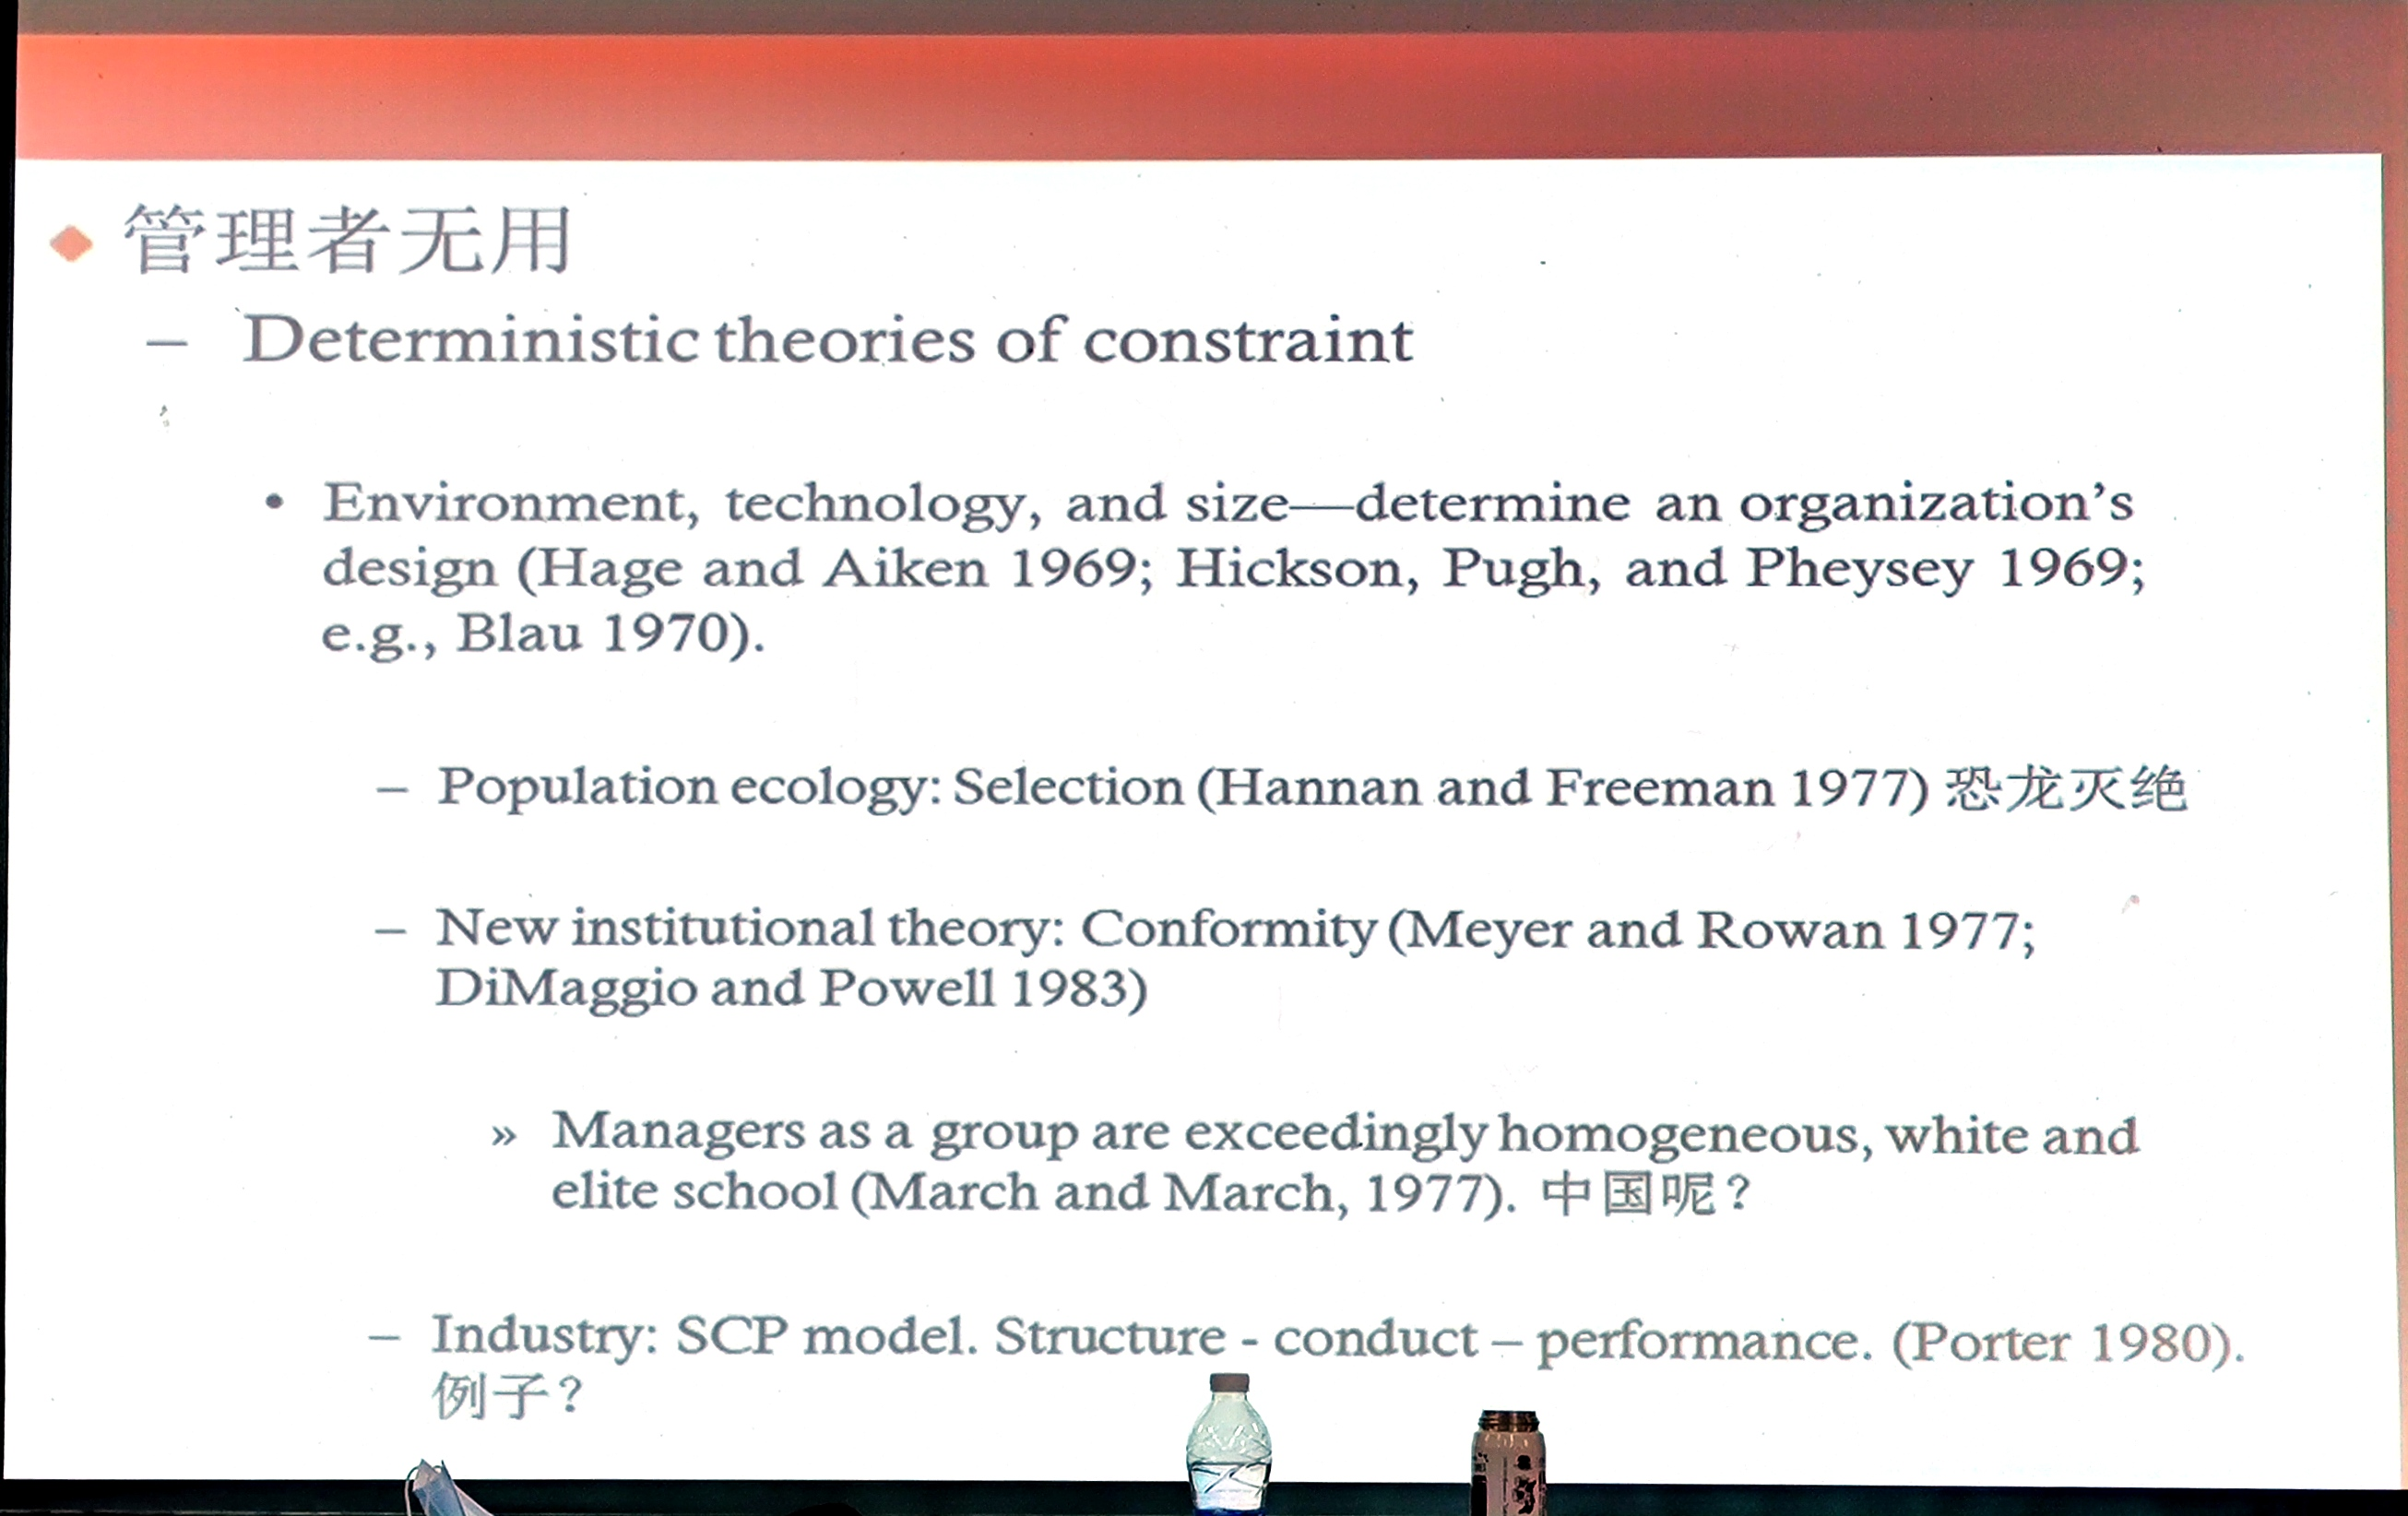 ◆ 管理者无用
– Deterministic theories of constraint
• Environment, technology, and size—determine an organization's
design (Hage and Aiken 1969; Hickson, Pugh, and Pheysey 1969;
e.g., Blau 1970).
– Population ecology: Selection (Hannan and Freeman 1977) 恐龙灭绝
– New institutional theory: Conformity (Meyer and Rowan 1977;
DiMaggio and Powell 1983)
» Managers as a group are exceedingly homogeneous, white and
elite school (March and March, 1977). 中国呢？
– Industry: SCP model. Structure - conduct – performance. (Porter 1980).
例子？